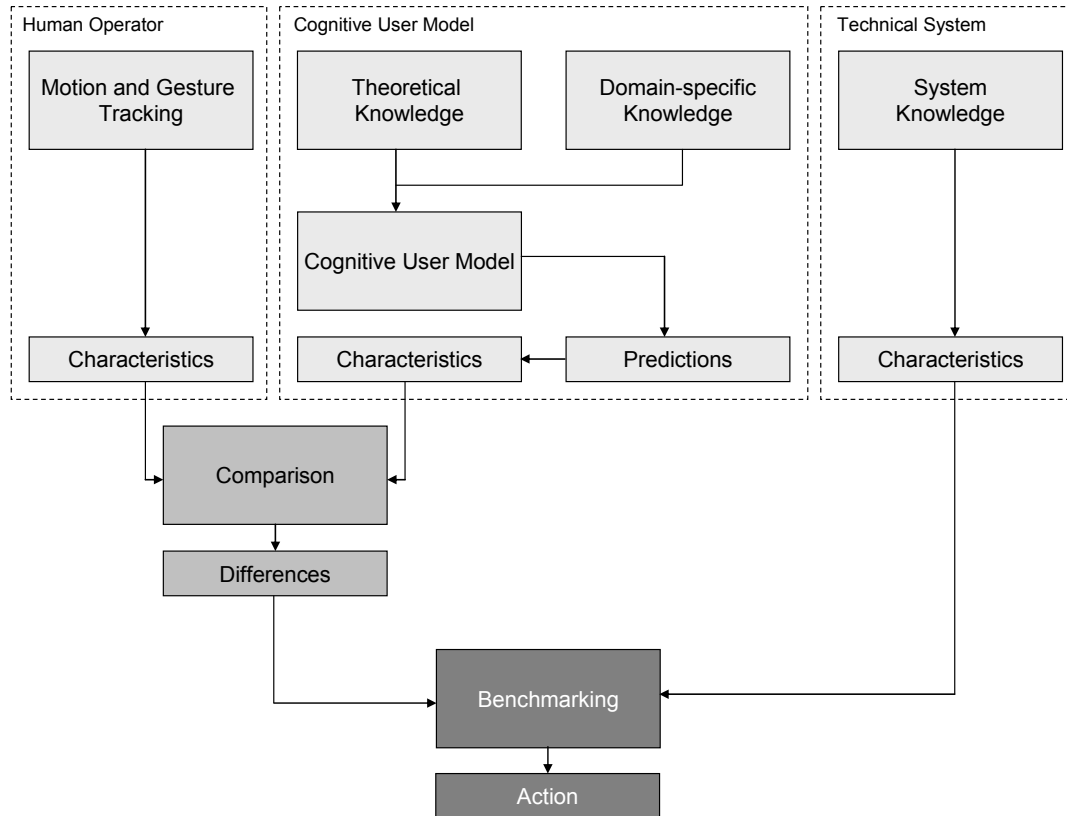 Human Operator
Cognitive User Model
Technical System
Motion and Gesture
Tracking
Theoretical
Knowledge
Domain-specific
Knowledge
System
Knowledge
Cognitive User Model
Characteristics
Characteristics
Predictions
Characteristics
Comparison
Differences
Benchmarking
Action